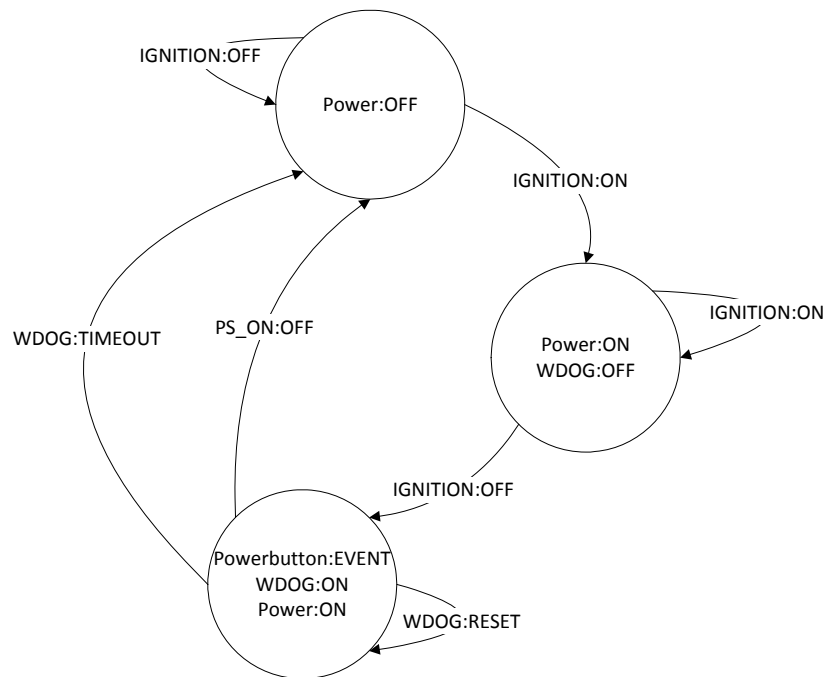 IGNITION:OFF
Power:OFF
IGNITION:ON
IGNITION:ON
Power:ON
WDOG:OFF
WDOG:TIMEOUT
PS_ON:OFF
IGNITION:OFF
Powerbutton:EVENT
WDOG:ON
Power:ON
WDOG:RESET